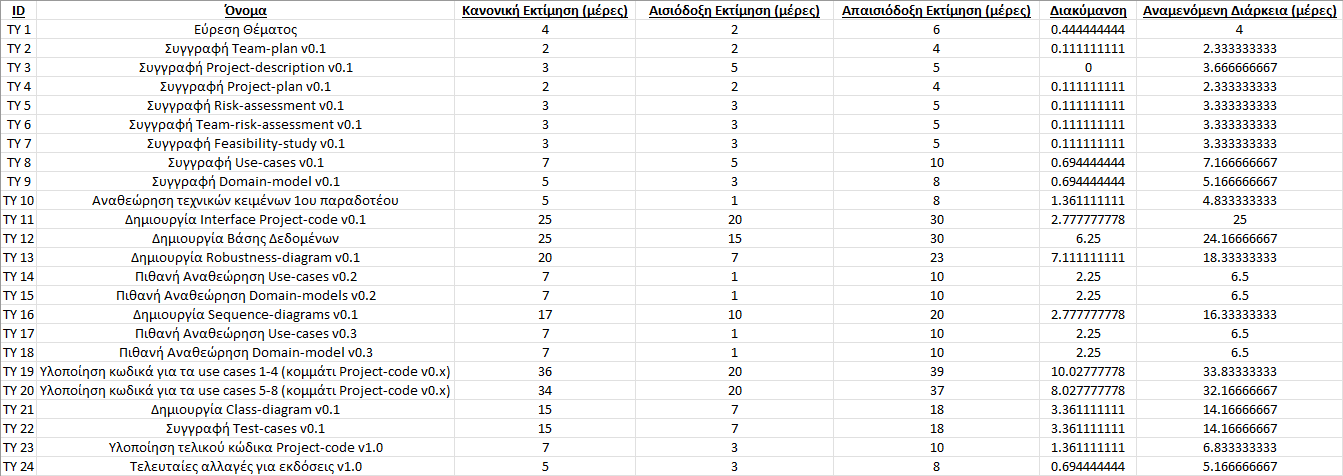 ID Όνομα Κανονική Εκτίμηση (μέρες) Αισιόδοξη Εκτίμηση (μέρες) Απαισιόδοξη Εκτίμηση (μέρες) Διακύμανση Αναμενόμενη Διάρκεια (μέρες)
TY 1 Εύρεση Θέματος 4 2 6 0.444444444 4
TY 2 Συγγραφή Team-plan v0.1 2 2 4 0.111111111 2.333333333
TY 3 Συγγραφή Project-description v0.1 3 5 5 0 3.666666667
TY 4 Συγγραφή Project-plan v0.1 2 2 4 0.111111111 2.333333333
TY 5 Συγγραφή Risk-assessment v0.1 3 3 5 0.111111111 3.333333333
TY 6 Συγγραφή Team-risk-assessment v0.1 3 3 5 0.111111111 3.333333333
TY 7 Συγγραφή Feasibility-study v0.1 3 3 5 0.111111111 3.333333333
TY 8 Συγγραφή Use-cases v0.1 7 5 10 0.694444444 7.166666667
TY 9 Συγγραφή Domain-model v0.1 5 3 8 0.694444444 5.166666667
TY 10 Αναθεώρηση τεχνικών κειμένων 1ου παραδοτέου 5 1 8 1.361111111 4.833333333
TY 11 Δημιουργία Interface Project-code v0.1 25 20 30 2.777777778 25
TY 12 Δημιουργία Βάσης Δεδομένων 25 15 30 6.25 24.16666667
TY 13 Δημιουργία Robustness-diagram v0.1 20 7 23 7.111111111 18.33333333
TY 14 Πιθανή Αναθεώρηση Use-cases v0.2 7 1 10 2.25 6.5
TY 15 Πιθανή Αναθεώρηση Domain-models v0.2 7 1 10 2.25 6.5
TY 16 Δημιουργία Sequence-diagrams v0.1 17 10 20 2.777777778 16.33333333
TY 17 Πιθανή Αναθεώρηση Use-cases v0.3 7 1 10 2.25 6.5
TY 18 Πιθανή Αναθεώρηση Domain-model v0.3 7 1 10 2.25 6.5
TY 19 Υλοποίηση κωδικά για τα use cases 1-4 (κομμάτι Project-code v0.x) 36 20 39 10.02777778 33.83333333
TY 20 Υλοποίηση κωδικά για τα use cases 5-8 (κομμάτι Project-code v0.x) 34 20 37 8.027777778 32.16666667
TY 21 Δημιουργία Class-diagram v0.1 15 7 18 3.361111111 14.16666667
TY 22 Συγγραφή Test-cases v0.1 15 7 18 3.361111111 14.16666667
TY 23 Υλοποίηση τελικού κώδικα Project-code v1.0 7 3 10 1.361111111 6.833333333
TY 24 Τελευταίες αλλαγές για εκδόσεις v1.0 5 3 8 0.694444444 5.166666667